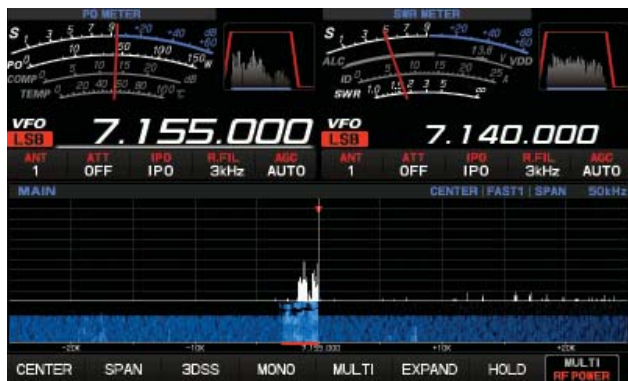 PO METER
SWR METER
S 1 3 5 7 9 +20 +40 +60 dB
S 1 3 5 7 9 +20 +40 +60 dB
PO 0 10 50 100 150 W
ALC 13.8 V VDD
COMP 0 5 10 15 20
ID 0 5 10 15 20 25 A
TEMP 0 20 40 60 80 100 °C
SWR 1.0 1.5 2 3 5 ∞
VFO
LSB
7.155.000
VFO
LSB
7.140.000
ANT ATT IPO R.FIL AGC
1 OFF IPO 3kHz AUTO
ANT ATT IPO R.FIL AGC
1 OFF IPO 3kHz AUTO
MAIN
CENTER | FAST1 | SPAN 50kHz
-20K -10K 7.155.000 +10K +20K
CENTER SPAN 3DSS MONO MULTI EXPAND HOLD MULTI
RF POWER